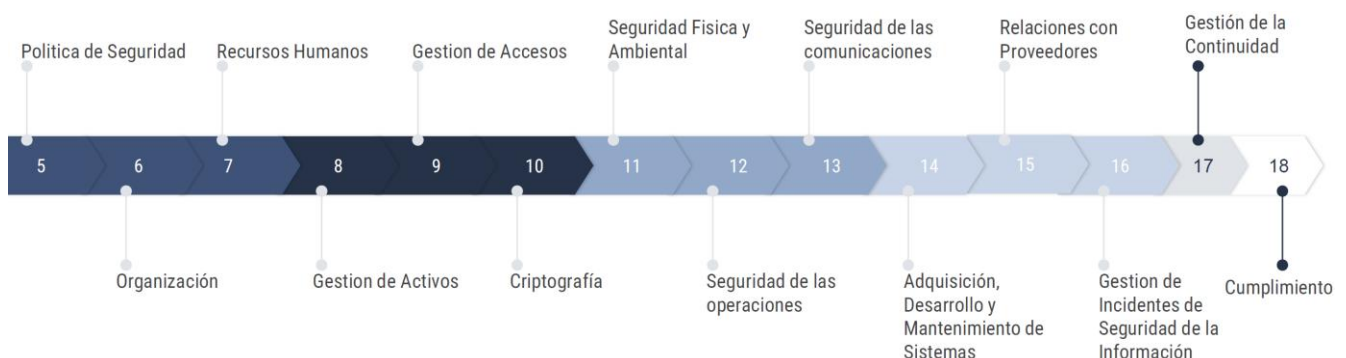 Politica de Seguridad
Recursos Humanos
Gestion de Accesos
Seguridad Fisica y
Ambiental
Seguridad de las
comunicaciones
Relaciones con
Proveedores
Gestión de la
Continuidad
5
6
7
8
9
10
11
12
13
14
15
16
17
18
Organización
Gestion de Activos
Criptografía
Seguridad de las
operaciones
Adquisición,
Desarrollo y
Mantenimiento de
Sistemas
Gestion de
Incidentes de
Seguridad de la
Información
Cumplimiento